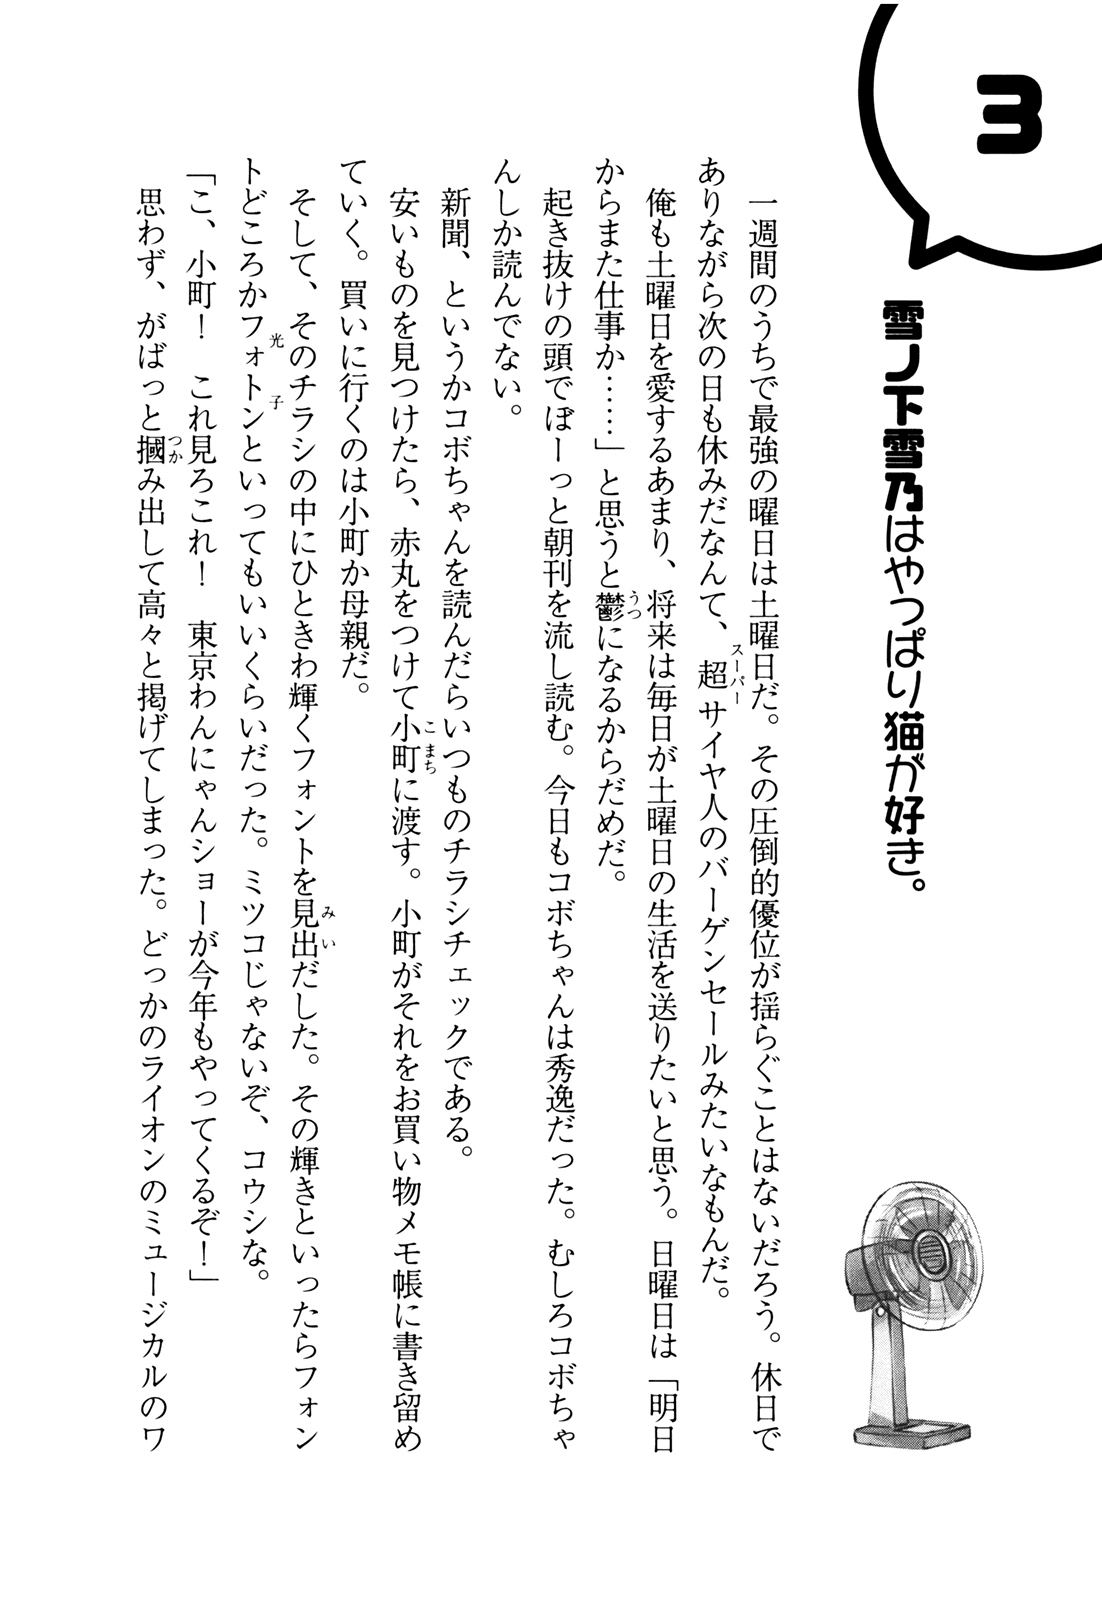 3
雪ノ下雪乃はやっぱり猫が好き。
一週間のうちで最強の曜日は土曜日だ。その圧倒的優位が揺らぐことはないだろう。休日で
ありながら次の日も休みだなんて、超サイヤ人のバーゲンセールみたいなもんだ。
スーパー
俺も土曜日を愛するあまり、将来は毎日が土曜日の生活を送りたいと思う。日曜日は「明日
からまた仕事か……」と思うと鬱になるからだめだ。
うつ
起き抜けの頭でぼーっと朝刊を流し読む。今日もコボちゃんは秀逸だった。むしろコボちゃ
んしか読んでない。
新聞、というかコボちゃんを読んだらいつものチラシチェックである。
安いものを見つけたら、赤丸をつけて小町に渡す。小町がそれをお買い物メモ帳に書き留め
こまち
ていく。買いに行くのは小町か母親だ。
そして、そのチラシの中にひときわ輝くフォントを見出だした。その輝きといったらフォン
みい
トどころかフォトンといってもいいくらいだった。ミツコじゃないぞ、コウシな。
光子
「こ、小町！　これ見ろこれ！　東京わんにゃんショーが今年もやってくるぞ！」
思わず、がばっと摑み出して高々と掲げてしまった。どっかのライオンのミュージカルのワ
つか